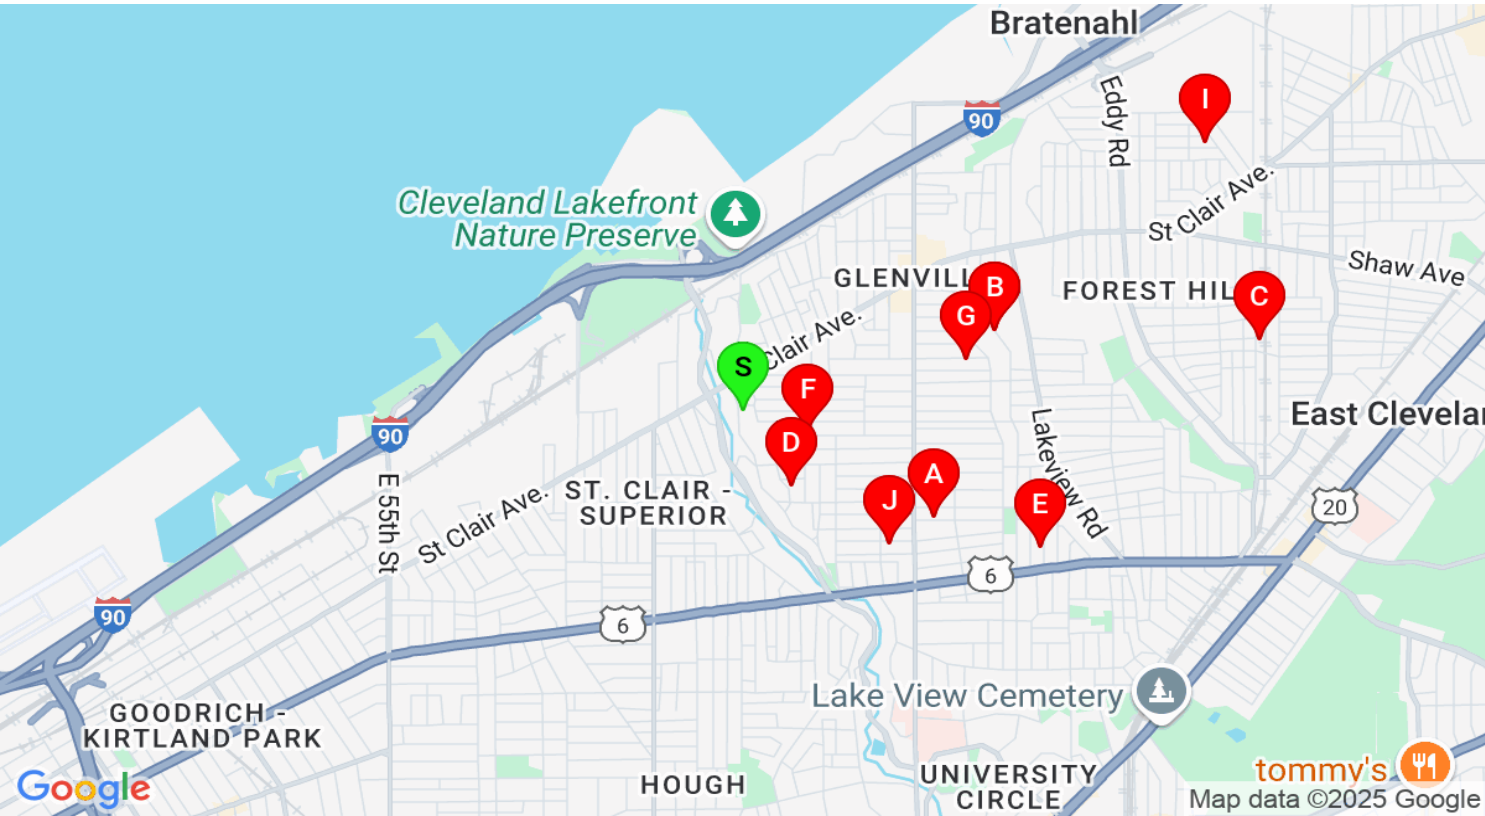 Bratenahl
90
Eddy Rd
I
St Clair Ave.
Cleveland Lakefront
Nature Preserve
GLENVILL
B
G
FOREST HIL
C
Shaw Ave
Clair Ave.
S
F
D
90
East Clevelan
Lakeview Rd
E 55th St
ST. CLAIR -
SUPERIOR
St Clair Ave.
A
J
E
20
6
6
90
Lake View Cemetery
GOODRICH -
KIRTLAND PARK
HOUGH
UNIVERSITY
CIRCLE
tommy's
Google
Map data ©2025 Google